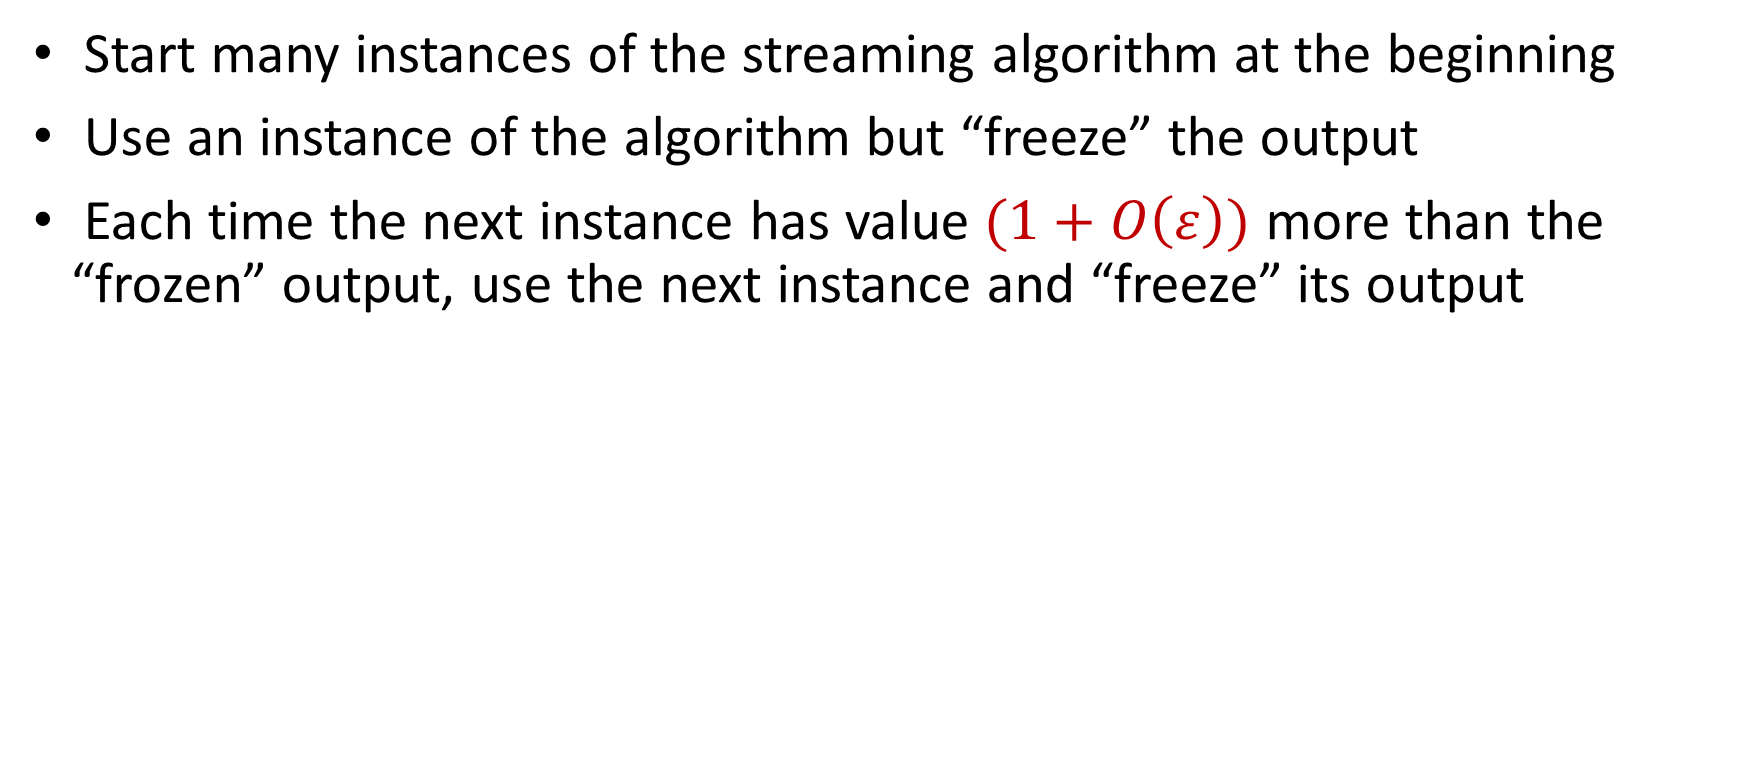 • Start many instances of the streaming algorithm at the beginning
• Use an instance of the algorithm but “freeze” the output
• Each time the next instance has value (1 + O(ε)) more than the
“frozen” output, use the next instance and “freeze” its output